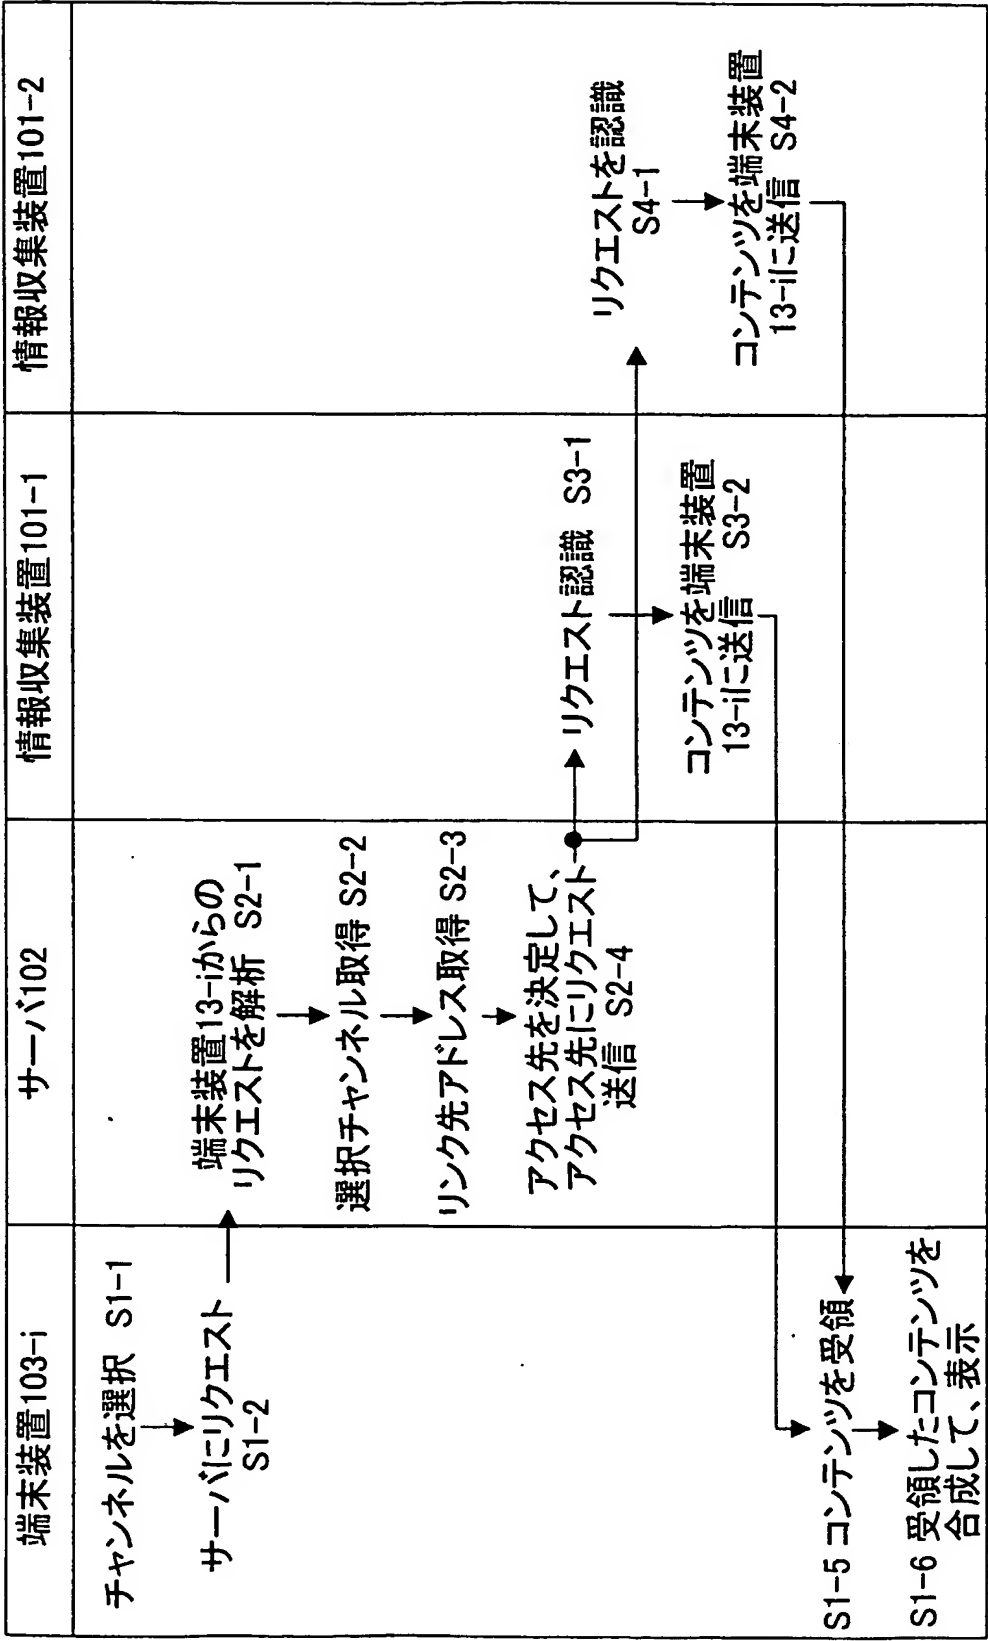 端末装置103-i
サーバ102
情報収集装置101-1
情報収集装置101-2
チャンネルを選択 S1-1
サーバにリクエスト
S1-2
端末装置13-iからの
リクエストを解析 S2-1
選択チャンネル取得 S2-2
リンク先アドレス取得 S2-3
アクセス先を決定して、
アクセス先にリクエスト
送信 S2-4
リクエスト認識 S3-1
コンテンツを端末装置
13-iに送信 S3-2
リクエストを認識
S4-1
コンテンツを端末装置
13-iに送信 S4-2
S1-5 コンテンツを受領
S1-6 受領したコンテンツを
合成して、表示